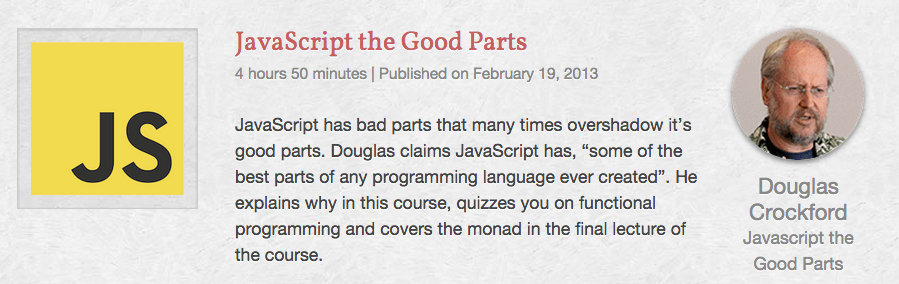 JS
JavaScript the Good Parts
4 hours 50 minutes | Published on February 19, 2013
JavaScript has bad parts that many times overshadow it's
good parts. Douglas claims JavaScript has, “some of the
best parts of any programming language ever created”. He
explains why in this course, quizzes you on functional
programming and covers the monad in the final lecture of
the course.
Douglas
Crockford
Javascript the
Good Parts